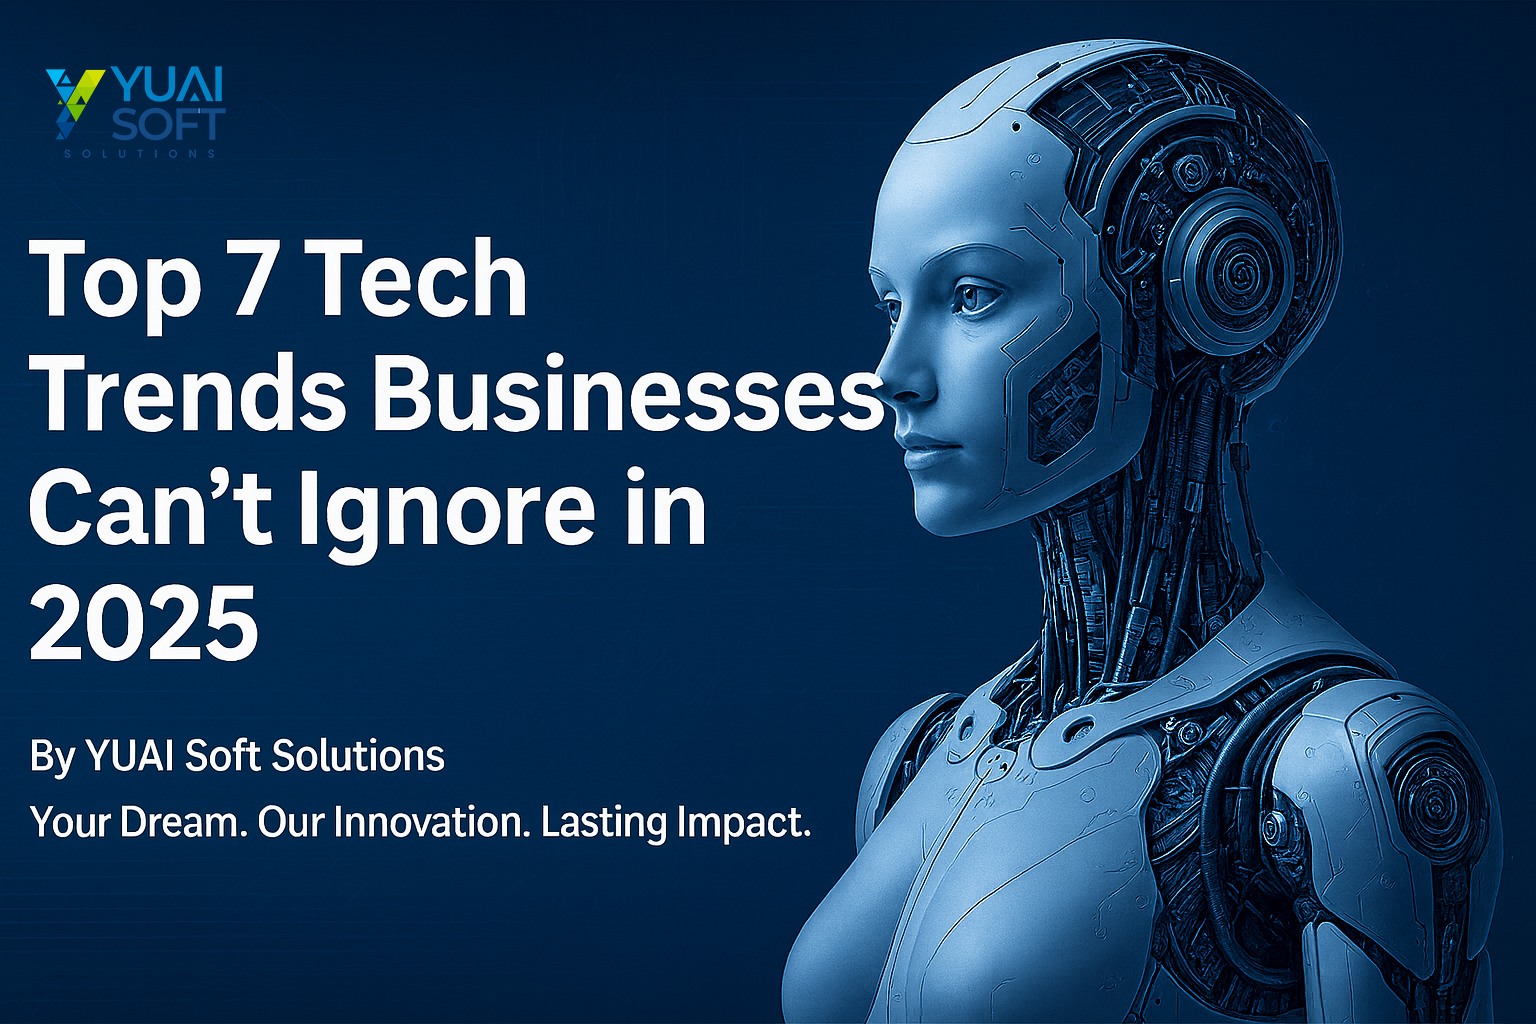 YUAI
SOFT
SOLUTIONS
Top 7 Tech
Trends Businesses
Can’t Ignore in
2025
By YUAI Soft Solutions
Your Dream. Our Innovation. Lasting Impact.